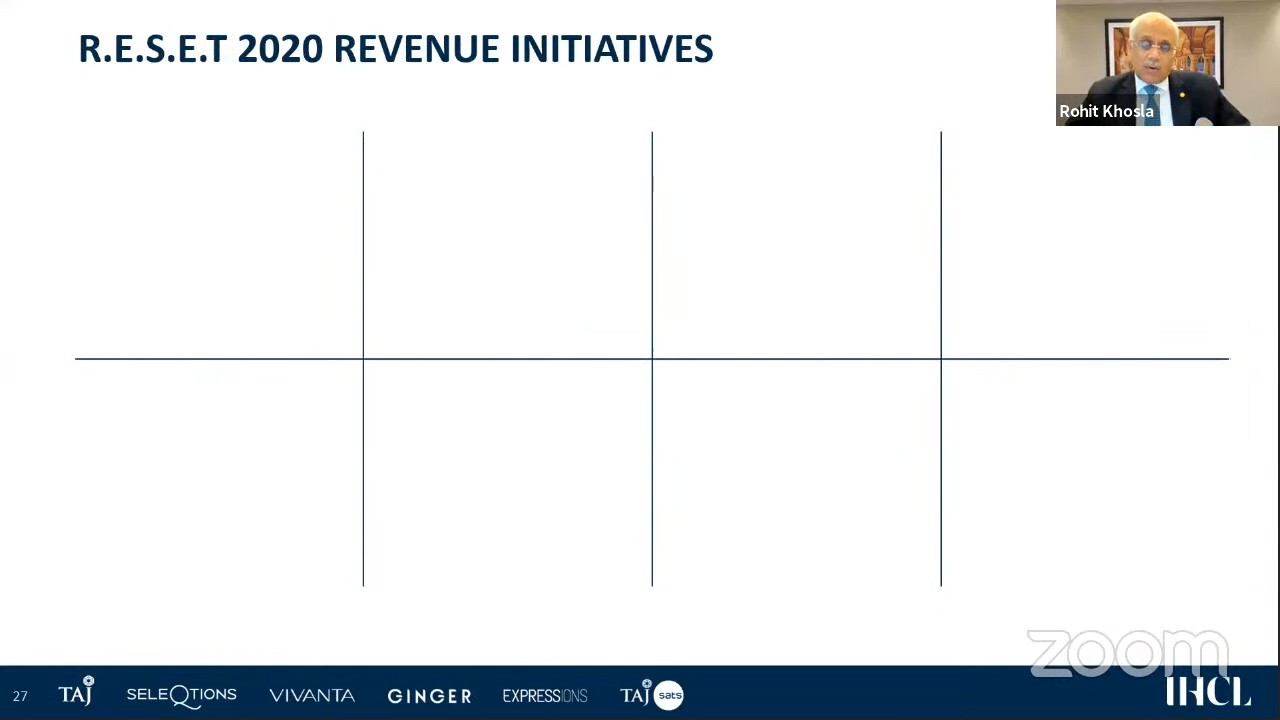 R.E.S.E.T 2020 REVENUE INITIATIVES
Rohit Khosla
zoom
27 TAJ SELEQTIONS VIVANTA GINGER EXPRESSIONS TAJ sats IHCL